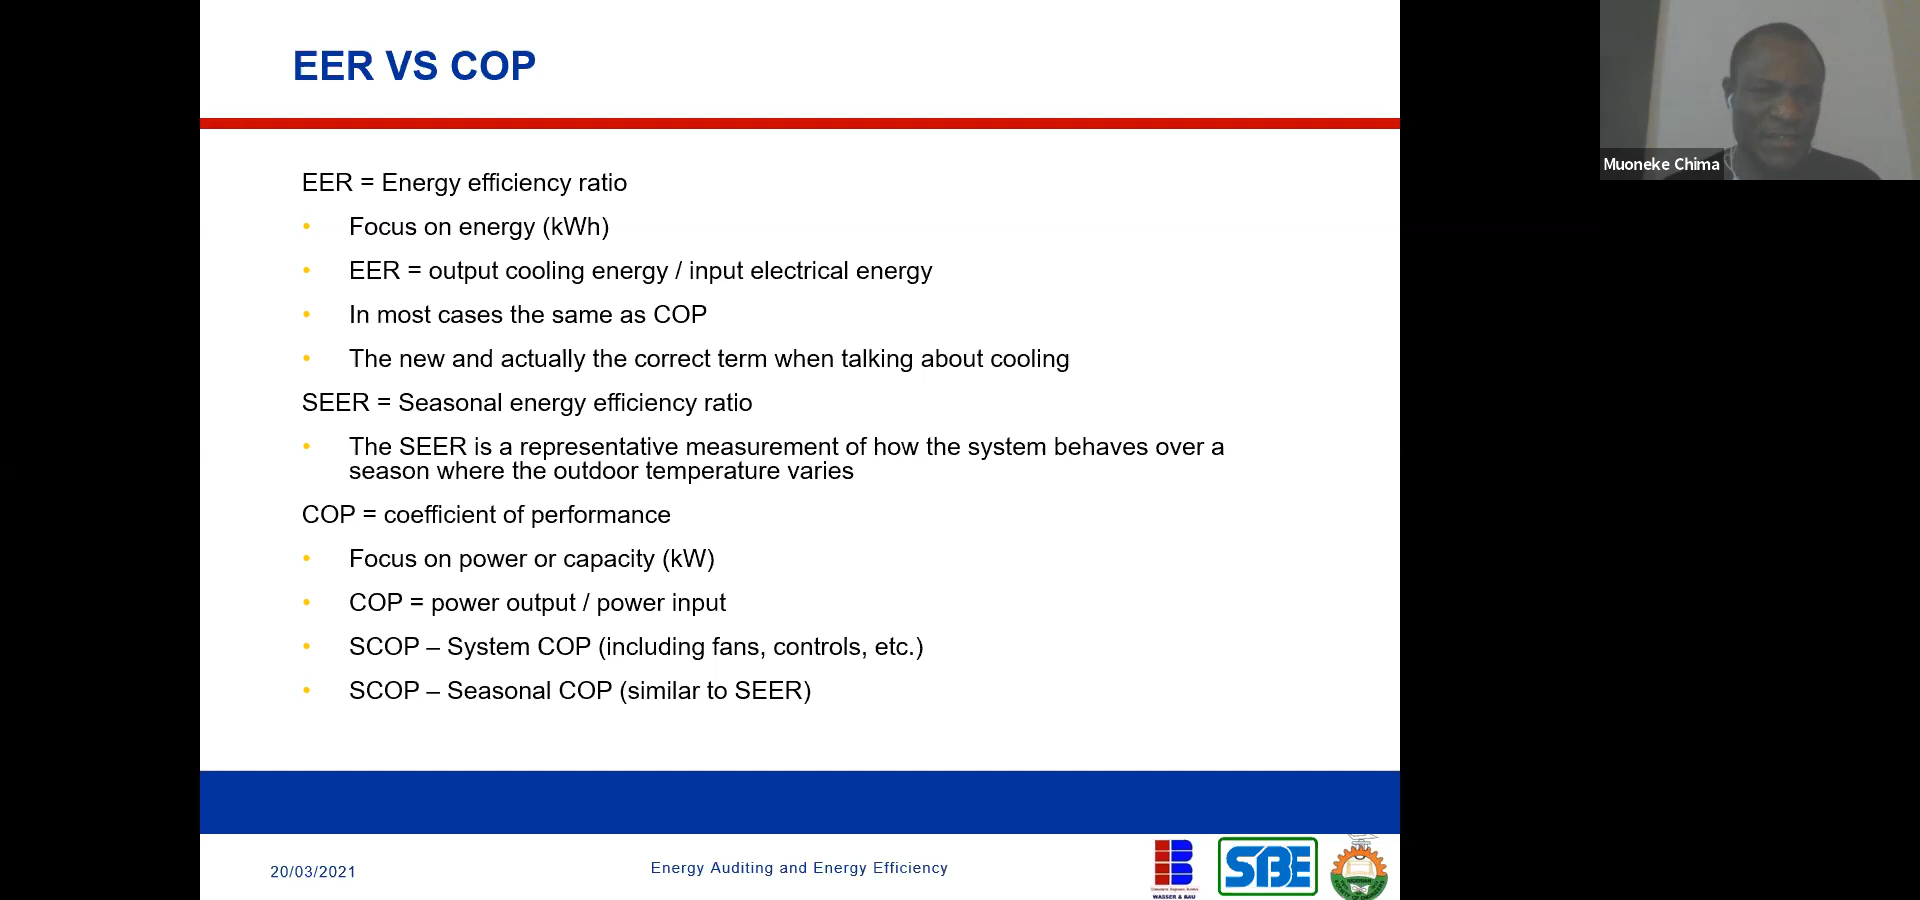 EER VS COP
Muoneke Chima
EER = Energy efficiency ratio
• Focus on energy (kWh)
• EER = output cooling energy / input electrical energy
• In most cases the same as COP
• The new and actually the correct term when talking about cooling
SEER = Seasonal energy efficiency ratio
• The SEER is a representative measurement of how the system behaves over a
season where the outdoor temperature varies
COP = coefficient of performance
• Focus on power or capacity (kW)
• COP = power output / power input
• SCOP – System COP (including fans, controls, etc.)
• SCOP – Seasonal COP (similar to SEER)
20/03/2021
Energy Auditing and Energy Efficiency
WASSER & BAU
SBE